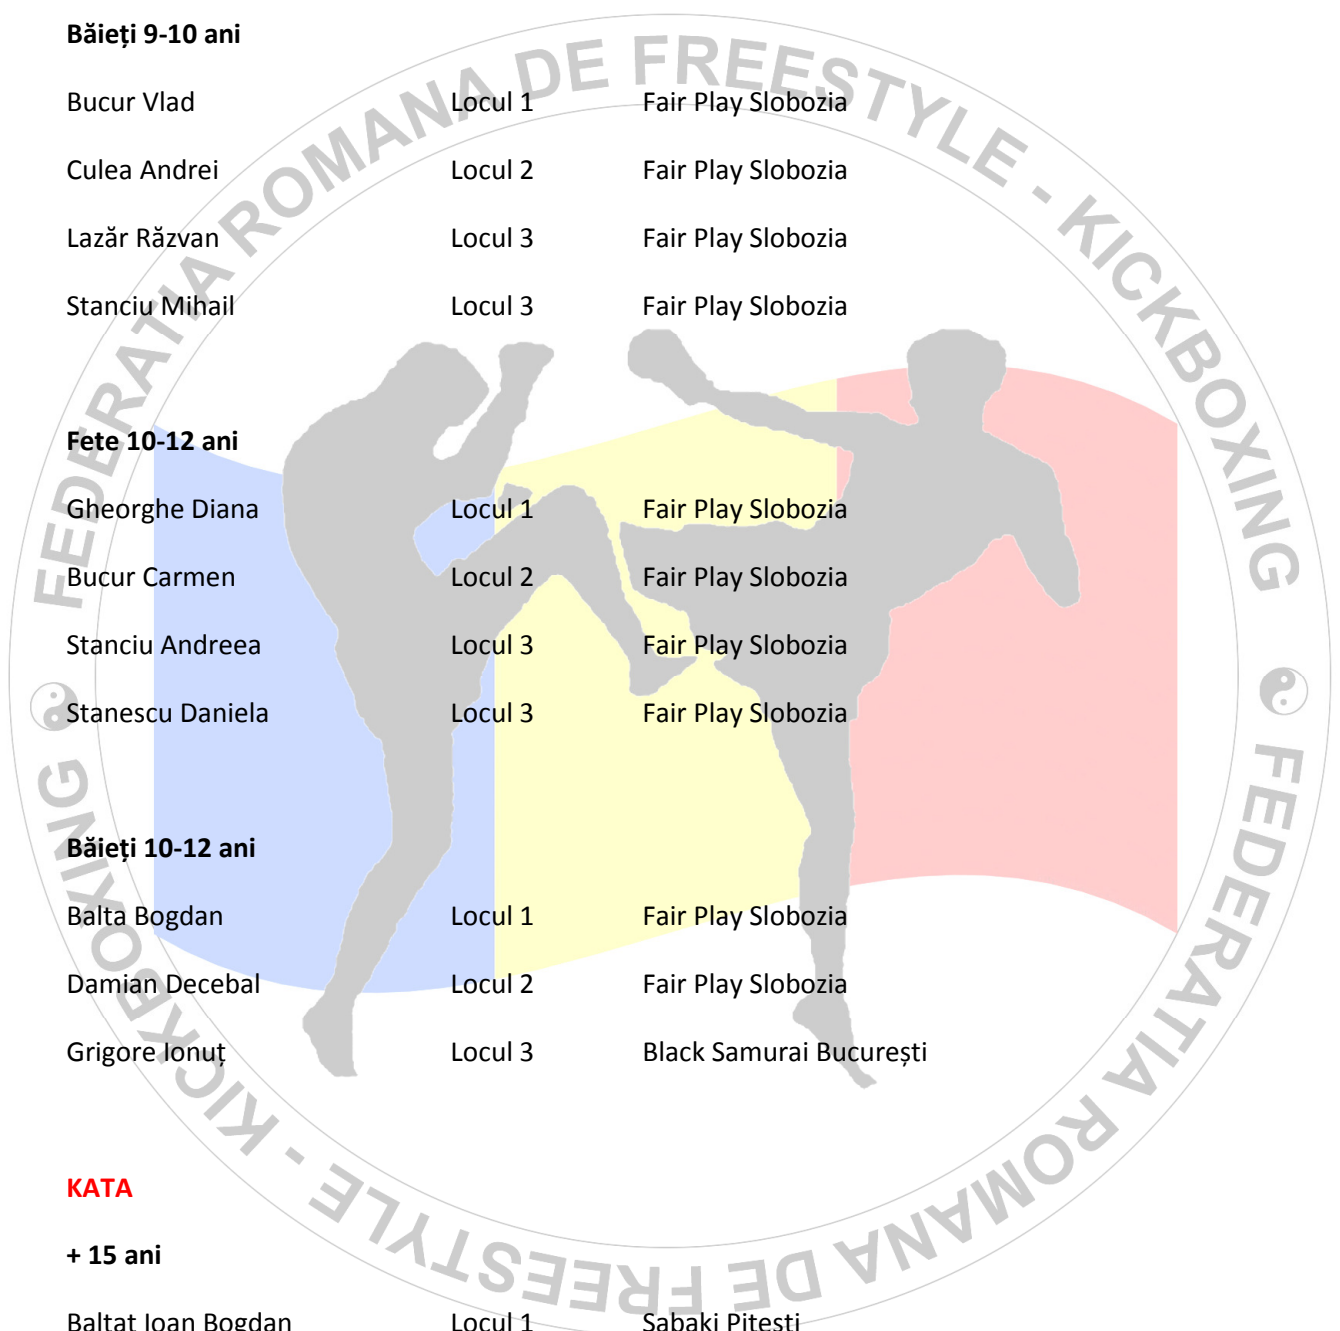 Băieți 9-10 ani
Bucur Vlad Locul 1 Fair Play Slobozia
Culea Andrei Locul 2 Fair Play Slobozia
Lazăr Răzvan Locul 3 Fair Play Slobozia
Stanciu Mihail Locul 3 Fair Play Slobozia
Fete 10-12 ani
Gheorghe Diana Locul 1 Fair Play Slobozia
Bucur Carmen Locul 2 Fair Play Slobozia
Stanciu Andreea Locul 3 Fair Play Slobozia
Stanescu Daniela Locul 3 Fair Play Slobozia
Băieți 10-12 ani
Balta Bogdan Locul 1 Fair Play Slobozia
Damian Decebal Locul 2 Fair Play Slobozia
Grigore Ionuț Locul 3 Black Samurai București
KATA
+ 15 ani
Baltat Ioan Bogdan Locul 1 Sabaki Pitesti
FEDERATIA ROMANA DE FREESTYLE - KICKBOXING
FEDERATIA ROMANA DE FREESTYLE - KICKBOXING